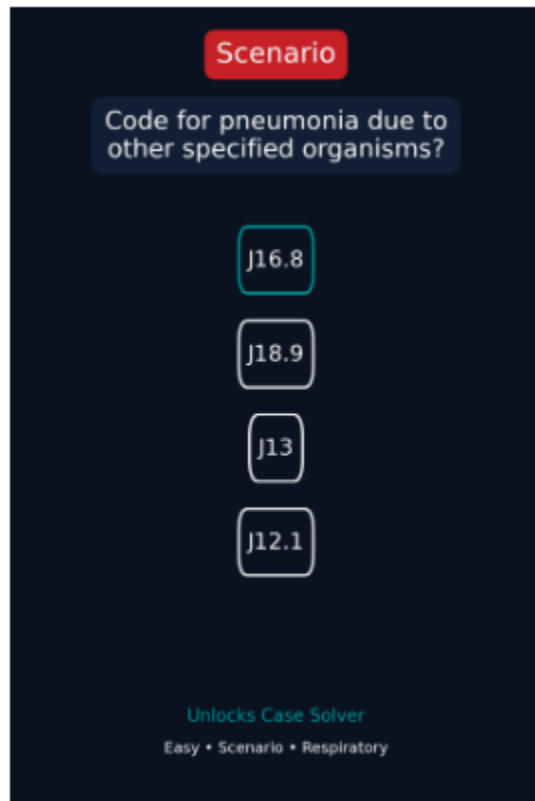 Scenario
Code for pneumonia due to
other specified organisms?
J16.8
J18.9
J13
J12.1
Unlocks Case Solver
Easy • Scenario • Respiratory